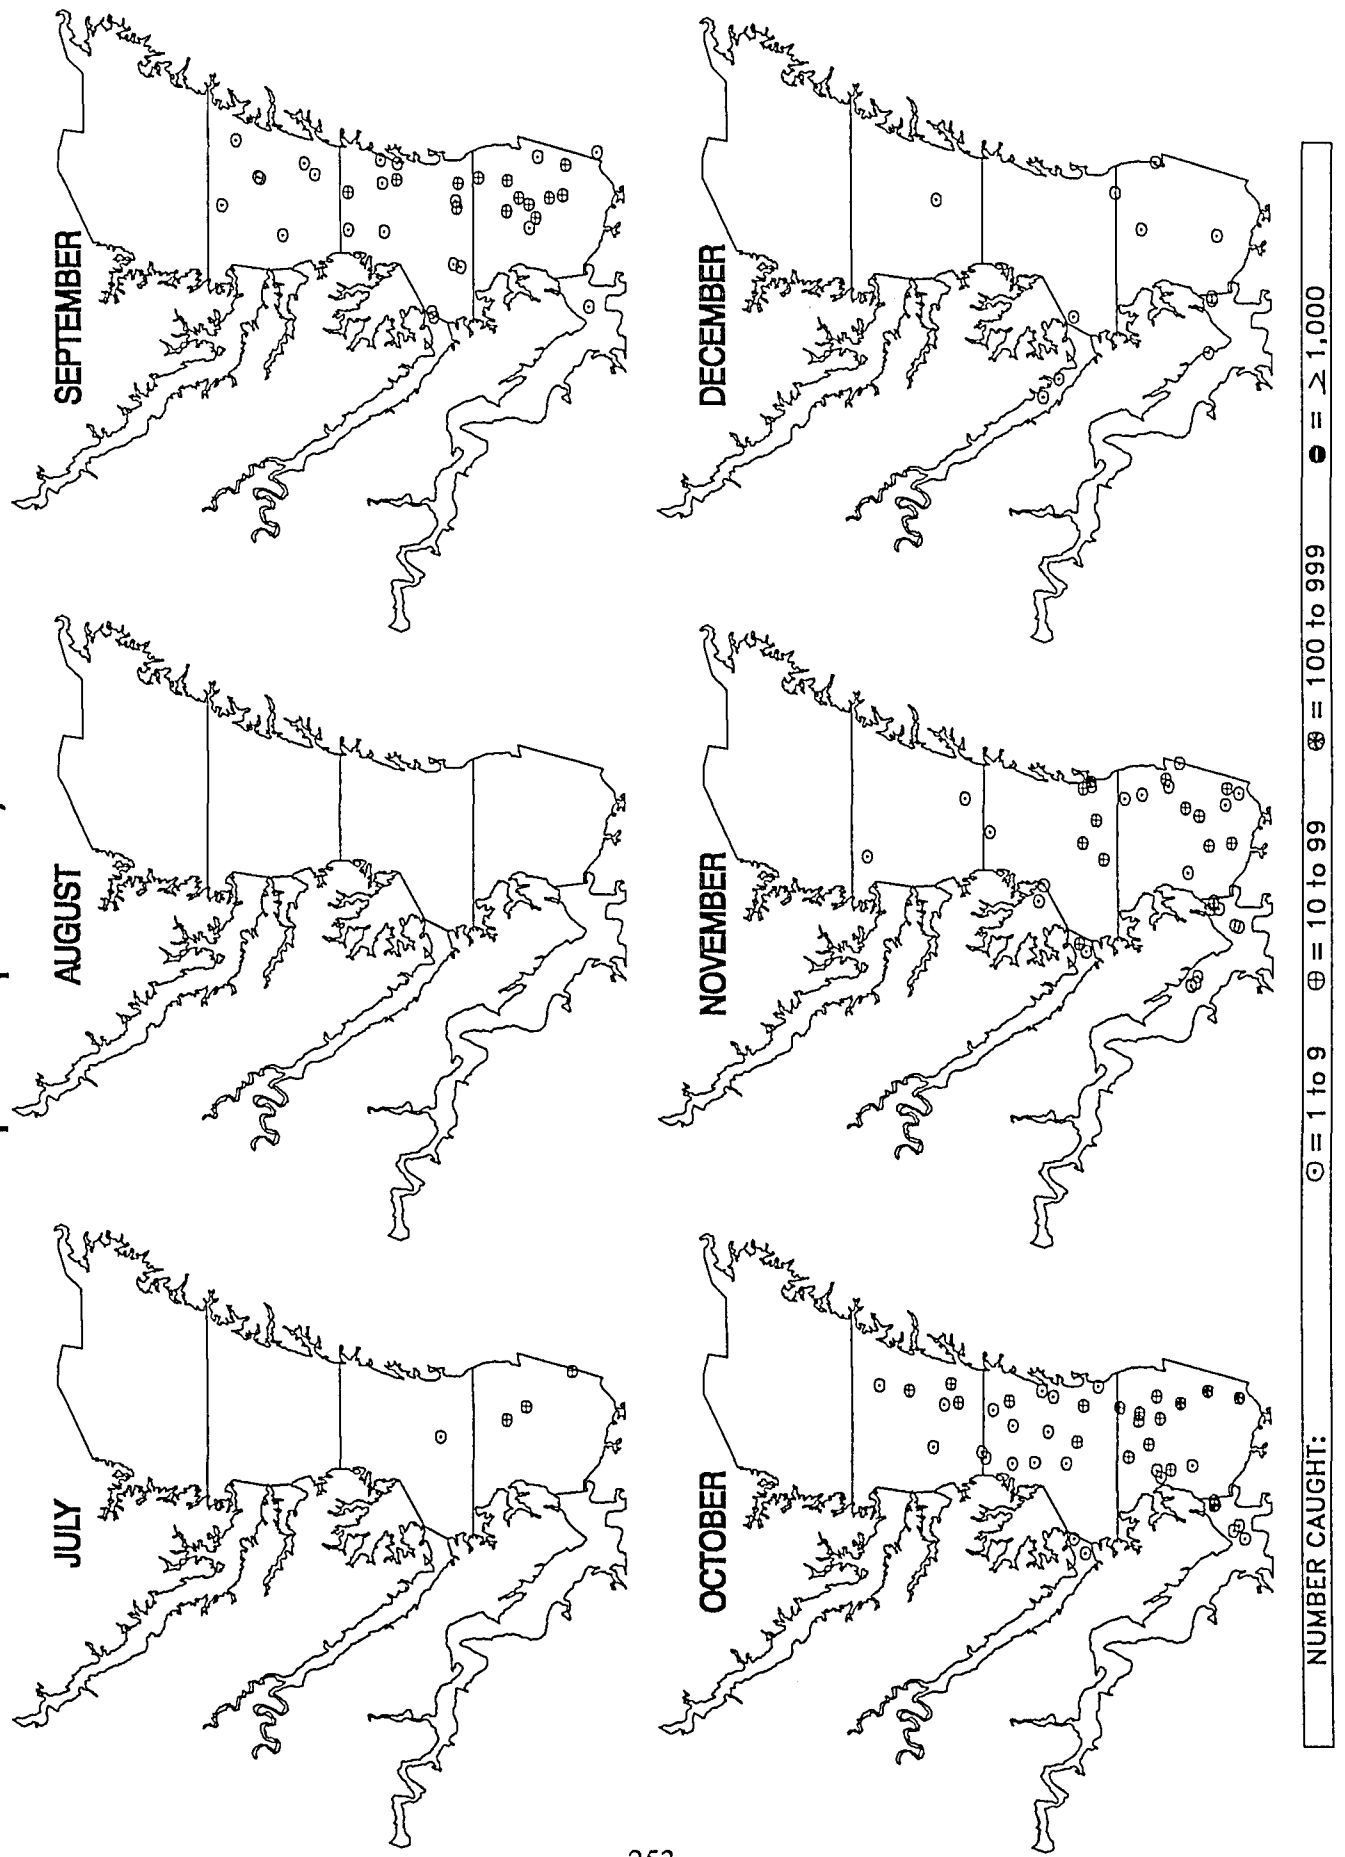 JULY
AUGUST
SEPTEMBER
OCTOBER
NOVEMBER
DECEMBER
NUMBER CAUGHT: ⊙ = 1 to 9 ⊕ = 10 to 99 ⊛ = 100 to 999 ● = ≥ 1,000